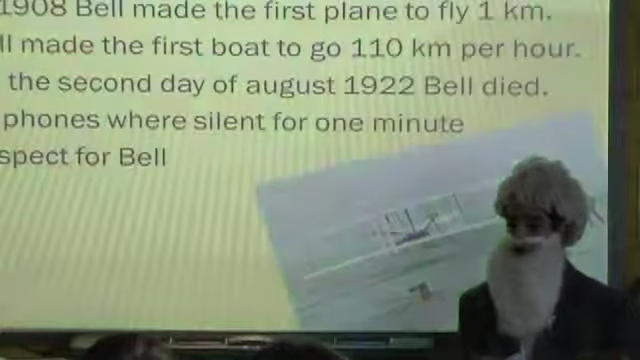 1908 Bell made the first plane to fly 1 km.
ll made the first boat to go 110 km per hour.
the second day of august 1922 Bell died.
phones where silent for one minute
spect for Bell